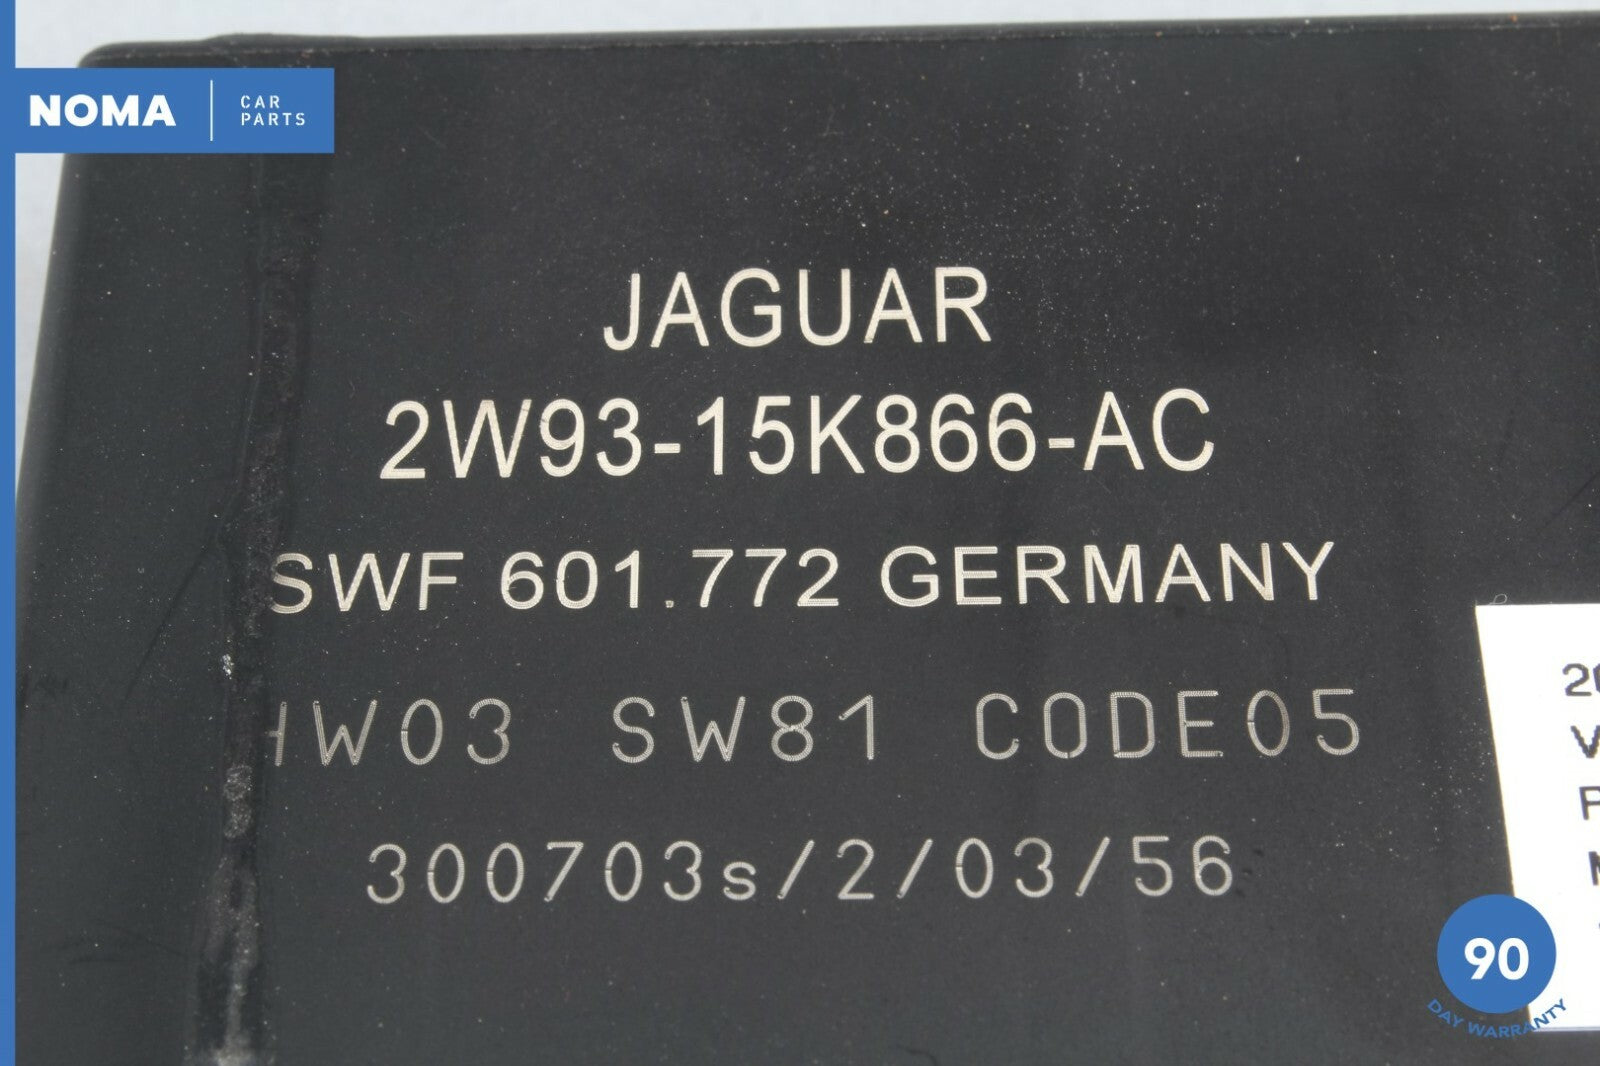 NOMA
CAR
PARTS
JAGUAR
2W93-15K866-AC
SWF 601.772 GERMANY
HW03 SW81 CODE05
300703s/2/03/56
90
DAY WARRANTY